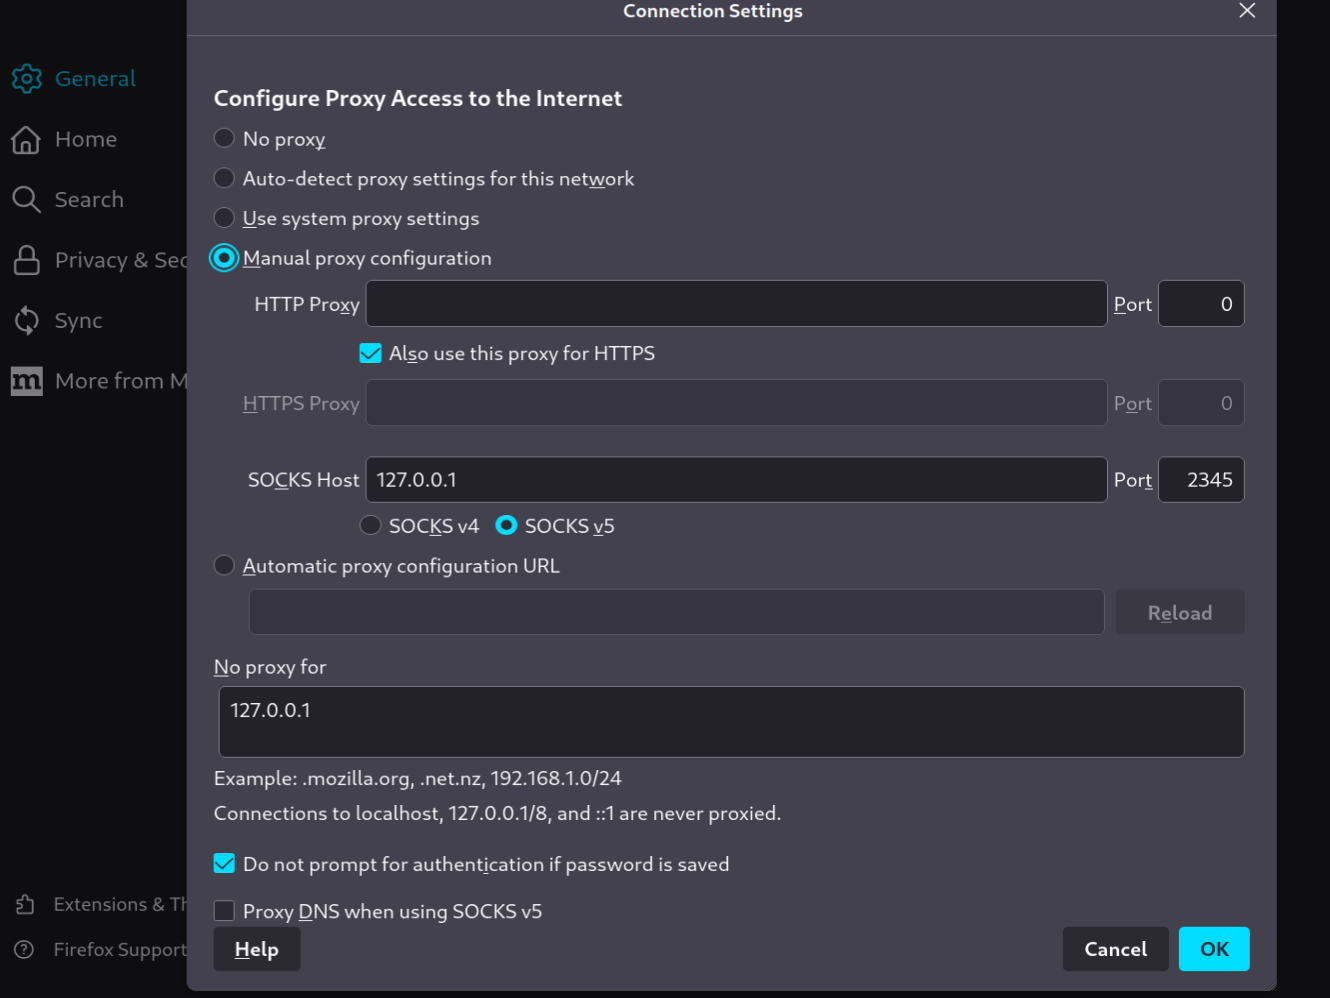 Connection Settings
General
Home
Search
Privacy & Sec
Sync
m More from M
Extensions & Th
Firefox Support
Configure Proxy Access to the Internet
No proxy
Auto-detect proxy settings for this network
Use system proxy settings
Manual proxy configuration
HTTP Proxy Port 0
Also use this proxy for HTTPS
HTTPS Proxy Port 0
SOCKS Host 127.0.0.1 Port 2345
SOCKS v4 SOCKS v5
Automatic proxy configuration URL
Reload
No proxy for
127.0.0.1
Example: .mozilla.org, .net.nz, 192.168.1.0/24
Connections to localhost, 127.0.0.1/8, and ::1 are never proxied.
Do not prompt for authentication if password is saved
Proxy DNS when using SOCKS v5
Help Cancel OK